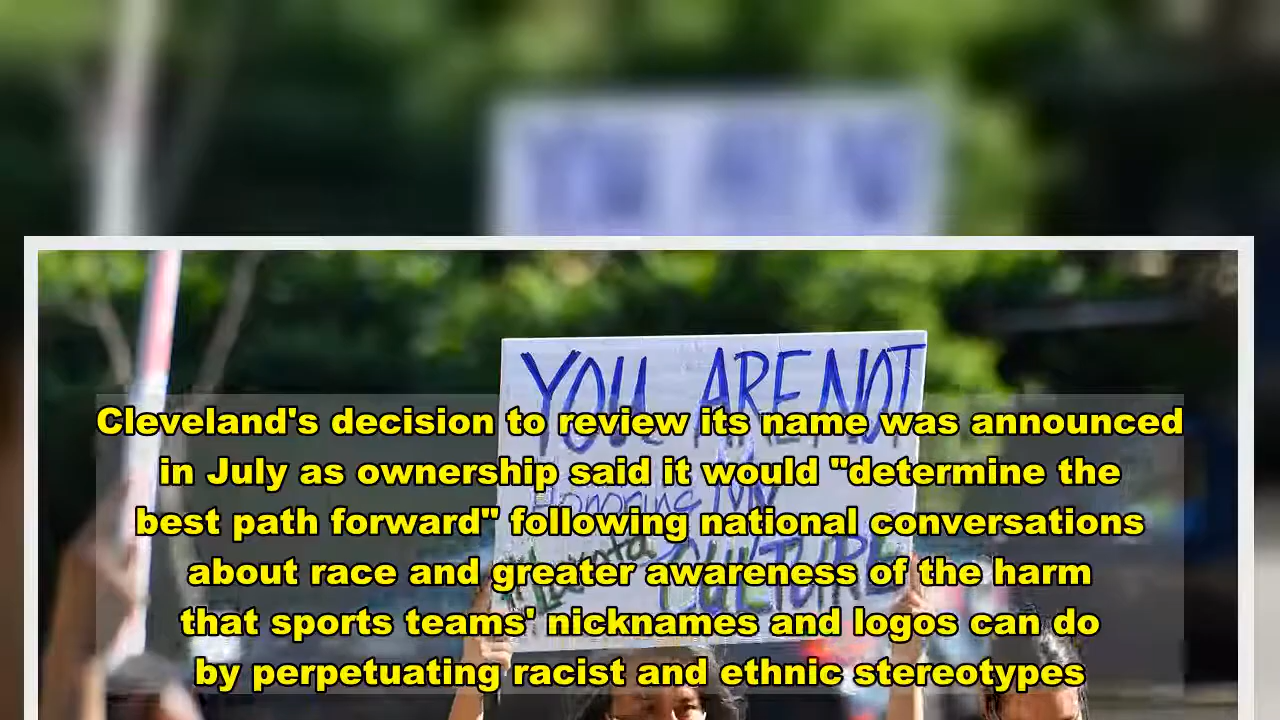 YOU ARE NOT
Honoring MY
CULTURE
Cleveland's decision to review its name was announced
in July as ownership said it would "determine the
best path forward" following national conversations
about race and greater awareness of the harm
that sports teams' nicknames and logos can do
by perpetuating racist and ethnic stereotypes